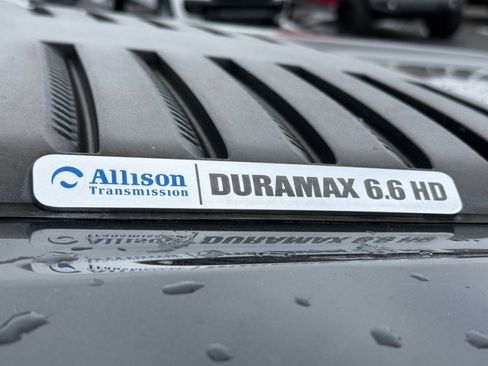 Allison
Transmission
DURAMAX 6.6 HD